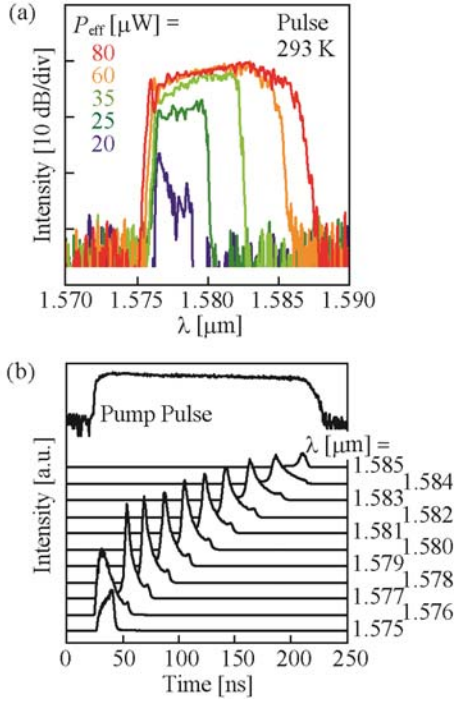 (a)
P_eff [μW] =
Pulse
293 K
80
60
35
25
20
Intensity [10 dB/div]
1.570 1.575 1.580 1.585 1.590
λ [μm]
(b)
Pump Pulse
λ [μm] =
1.585
1.584
1.583
1.582
1.581
1.580
1.579
1.578
1.577
1.576
1.575
Intensity [a.u.]
0 50 100 150 200 250
Time [ns]